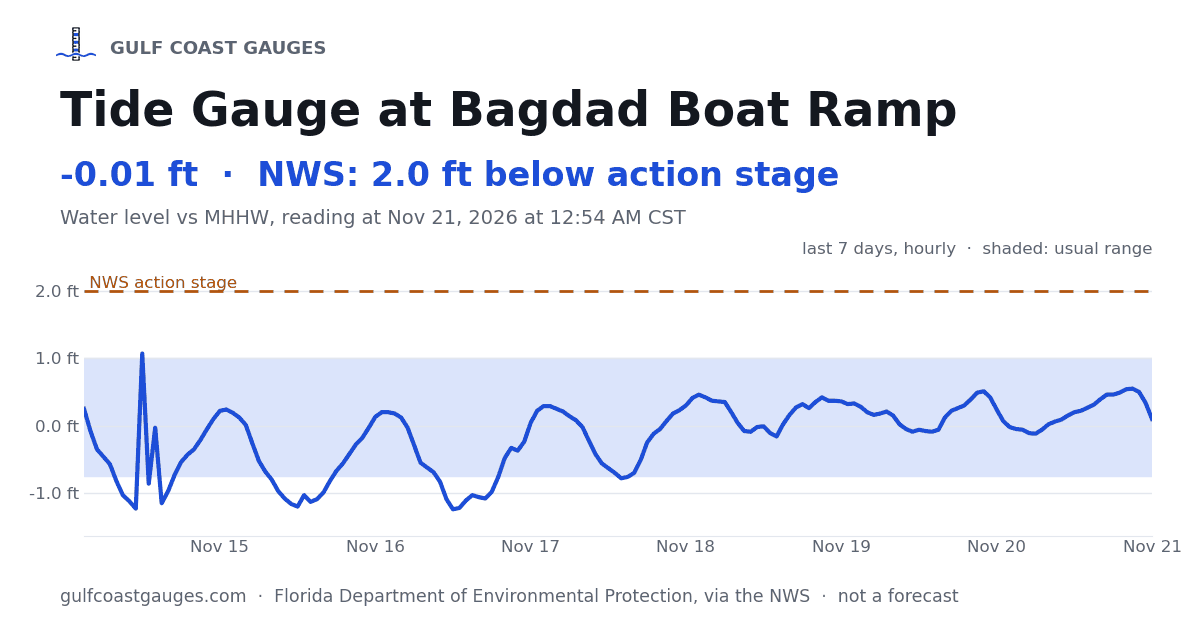 GULF COAST GAUGES
Tide Gauge at Bagdad Boat Ramp
-0.01 ft · NWS: 2.0 ft below action stage
Water level vs MHHW, reading at Nov 21, 2026 at 12:54 AM CST
last 7 days, hourly · shaded: usual range
NWS action stage
2.0 ft
1.0 ft
0.0 ft
-1.0 ft
Nov 15 Nov 16 Nov 17 Nov 18 Nov 19 Nov 20 Nov 21
gulfcoastgauges.com · Florida Department of Environmental Protection, via the NWS · not a forecast